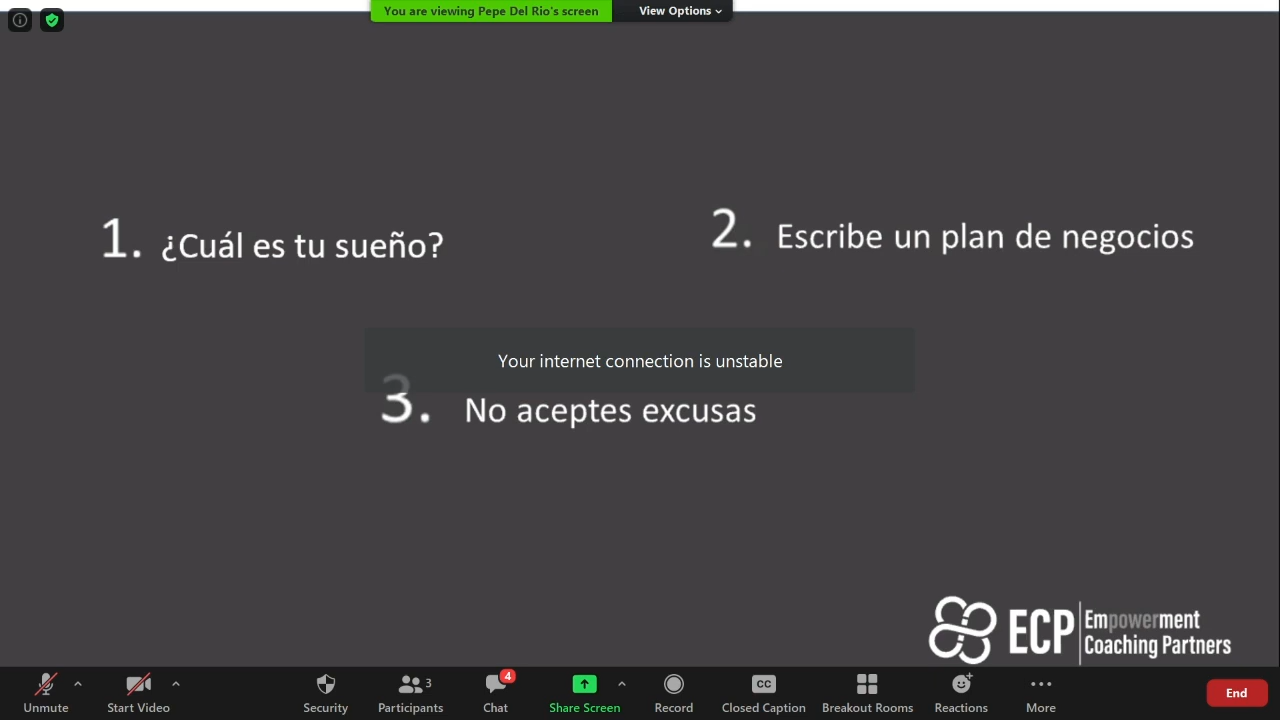 You are viewing Pepe Del Rio's screen View Options
1. ¿Cuál es tu sueño?
2. Escribe un plan de negocios
Your internet connection is unstable
3. No aceptes excusas
ECP Empowerment
Coaching Partners
Unmute Start Video Security Participants 3 Chat 4 Share Screen Record CC Closed Caption Breakout Rooms Reactions More End